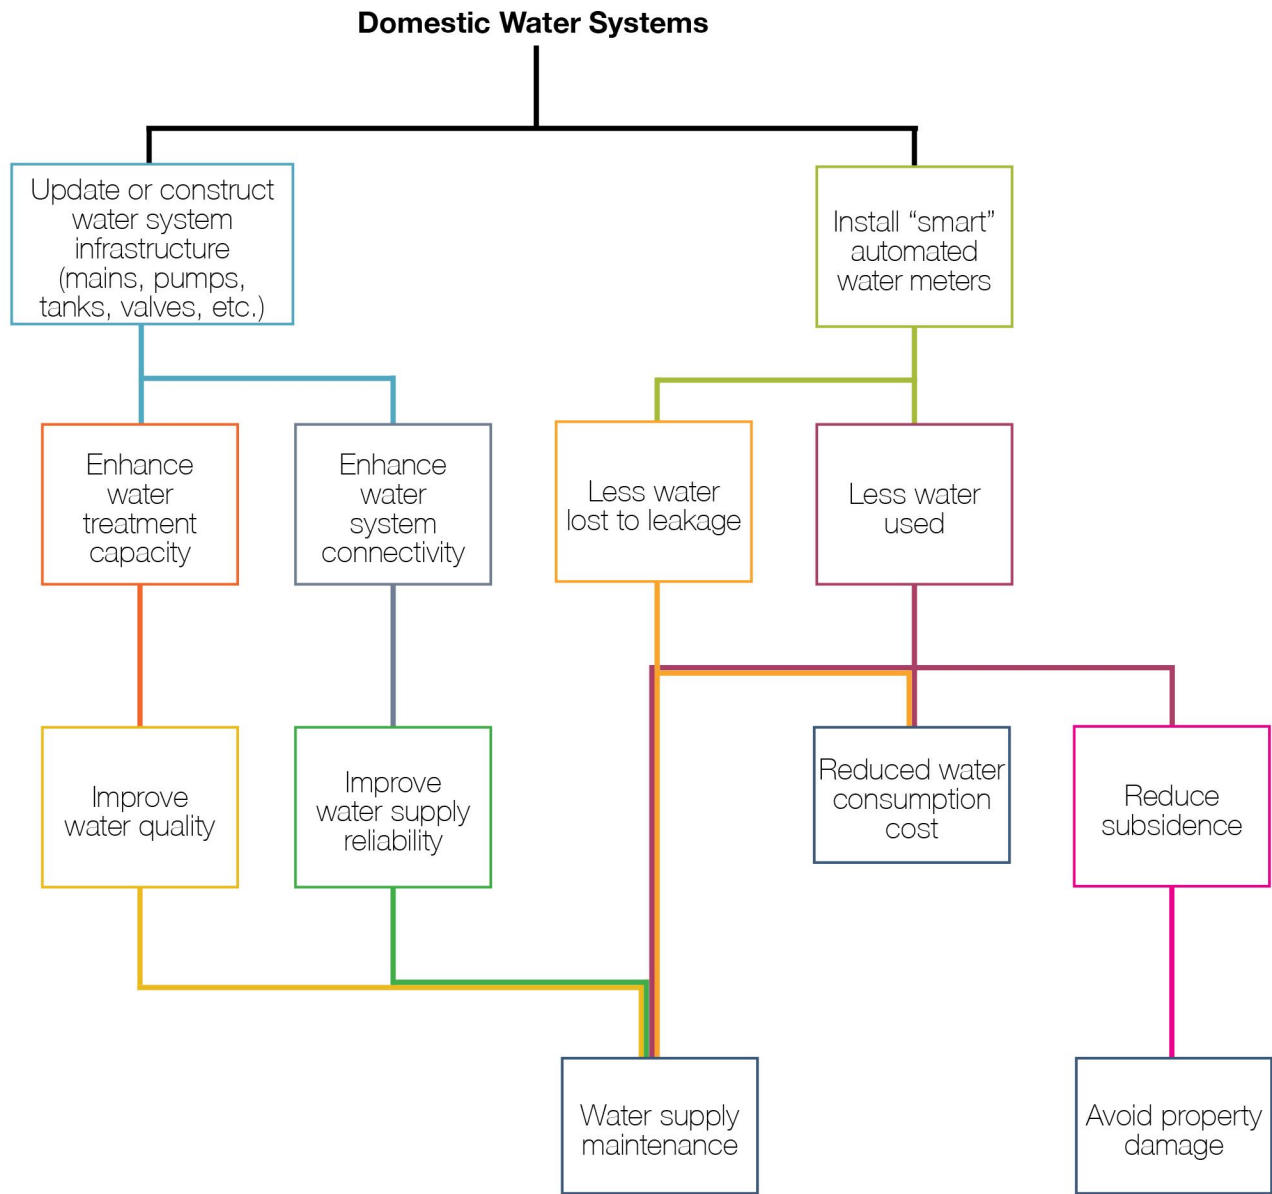 Domestic Water Systems
Update or construct
water system
infrastructure
(mains, pumps,
tanks, valves, etc.)
Install “smart”
automated
water meters
Enhance
water
treatment
capacity
Enhance
water
system
connectivity
Less water
lost to leakage
Less water
used
Improve
water quality
Improve
water supply
reliability
Reduced water
consumption
cost
Reduce
subsidence
Water supply
maintenance
Avoid property
damage